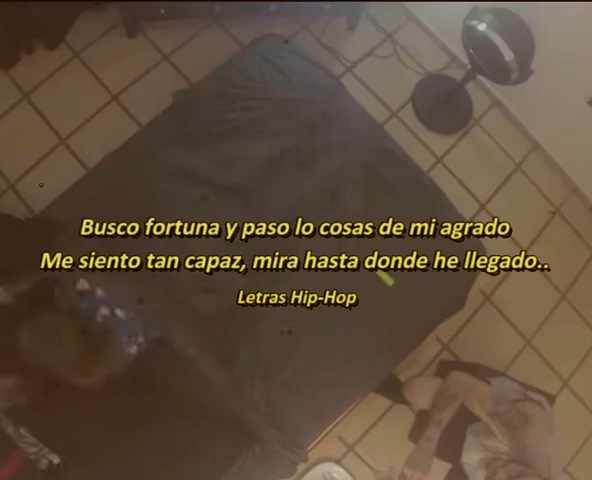 Busco fortuna y paso lo cosas de mi agrado
Me siento tan capaz, mira hasta donde he llegado..
Letras Hip-Hop